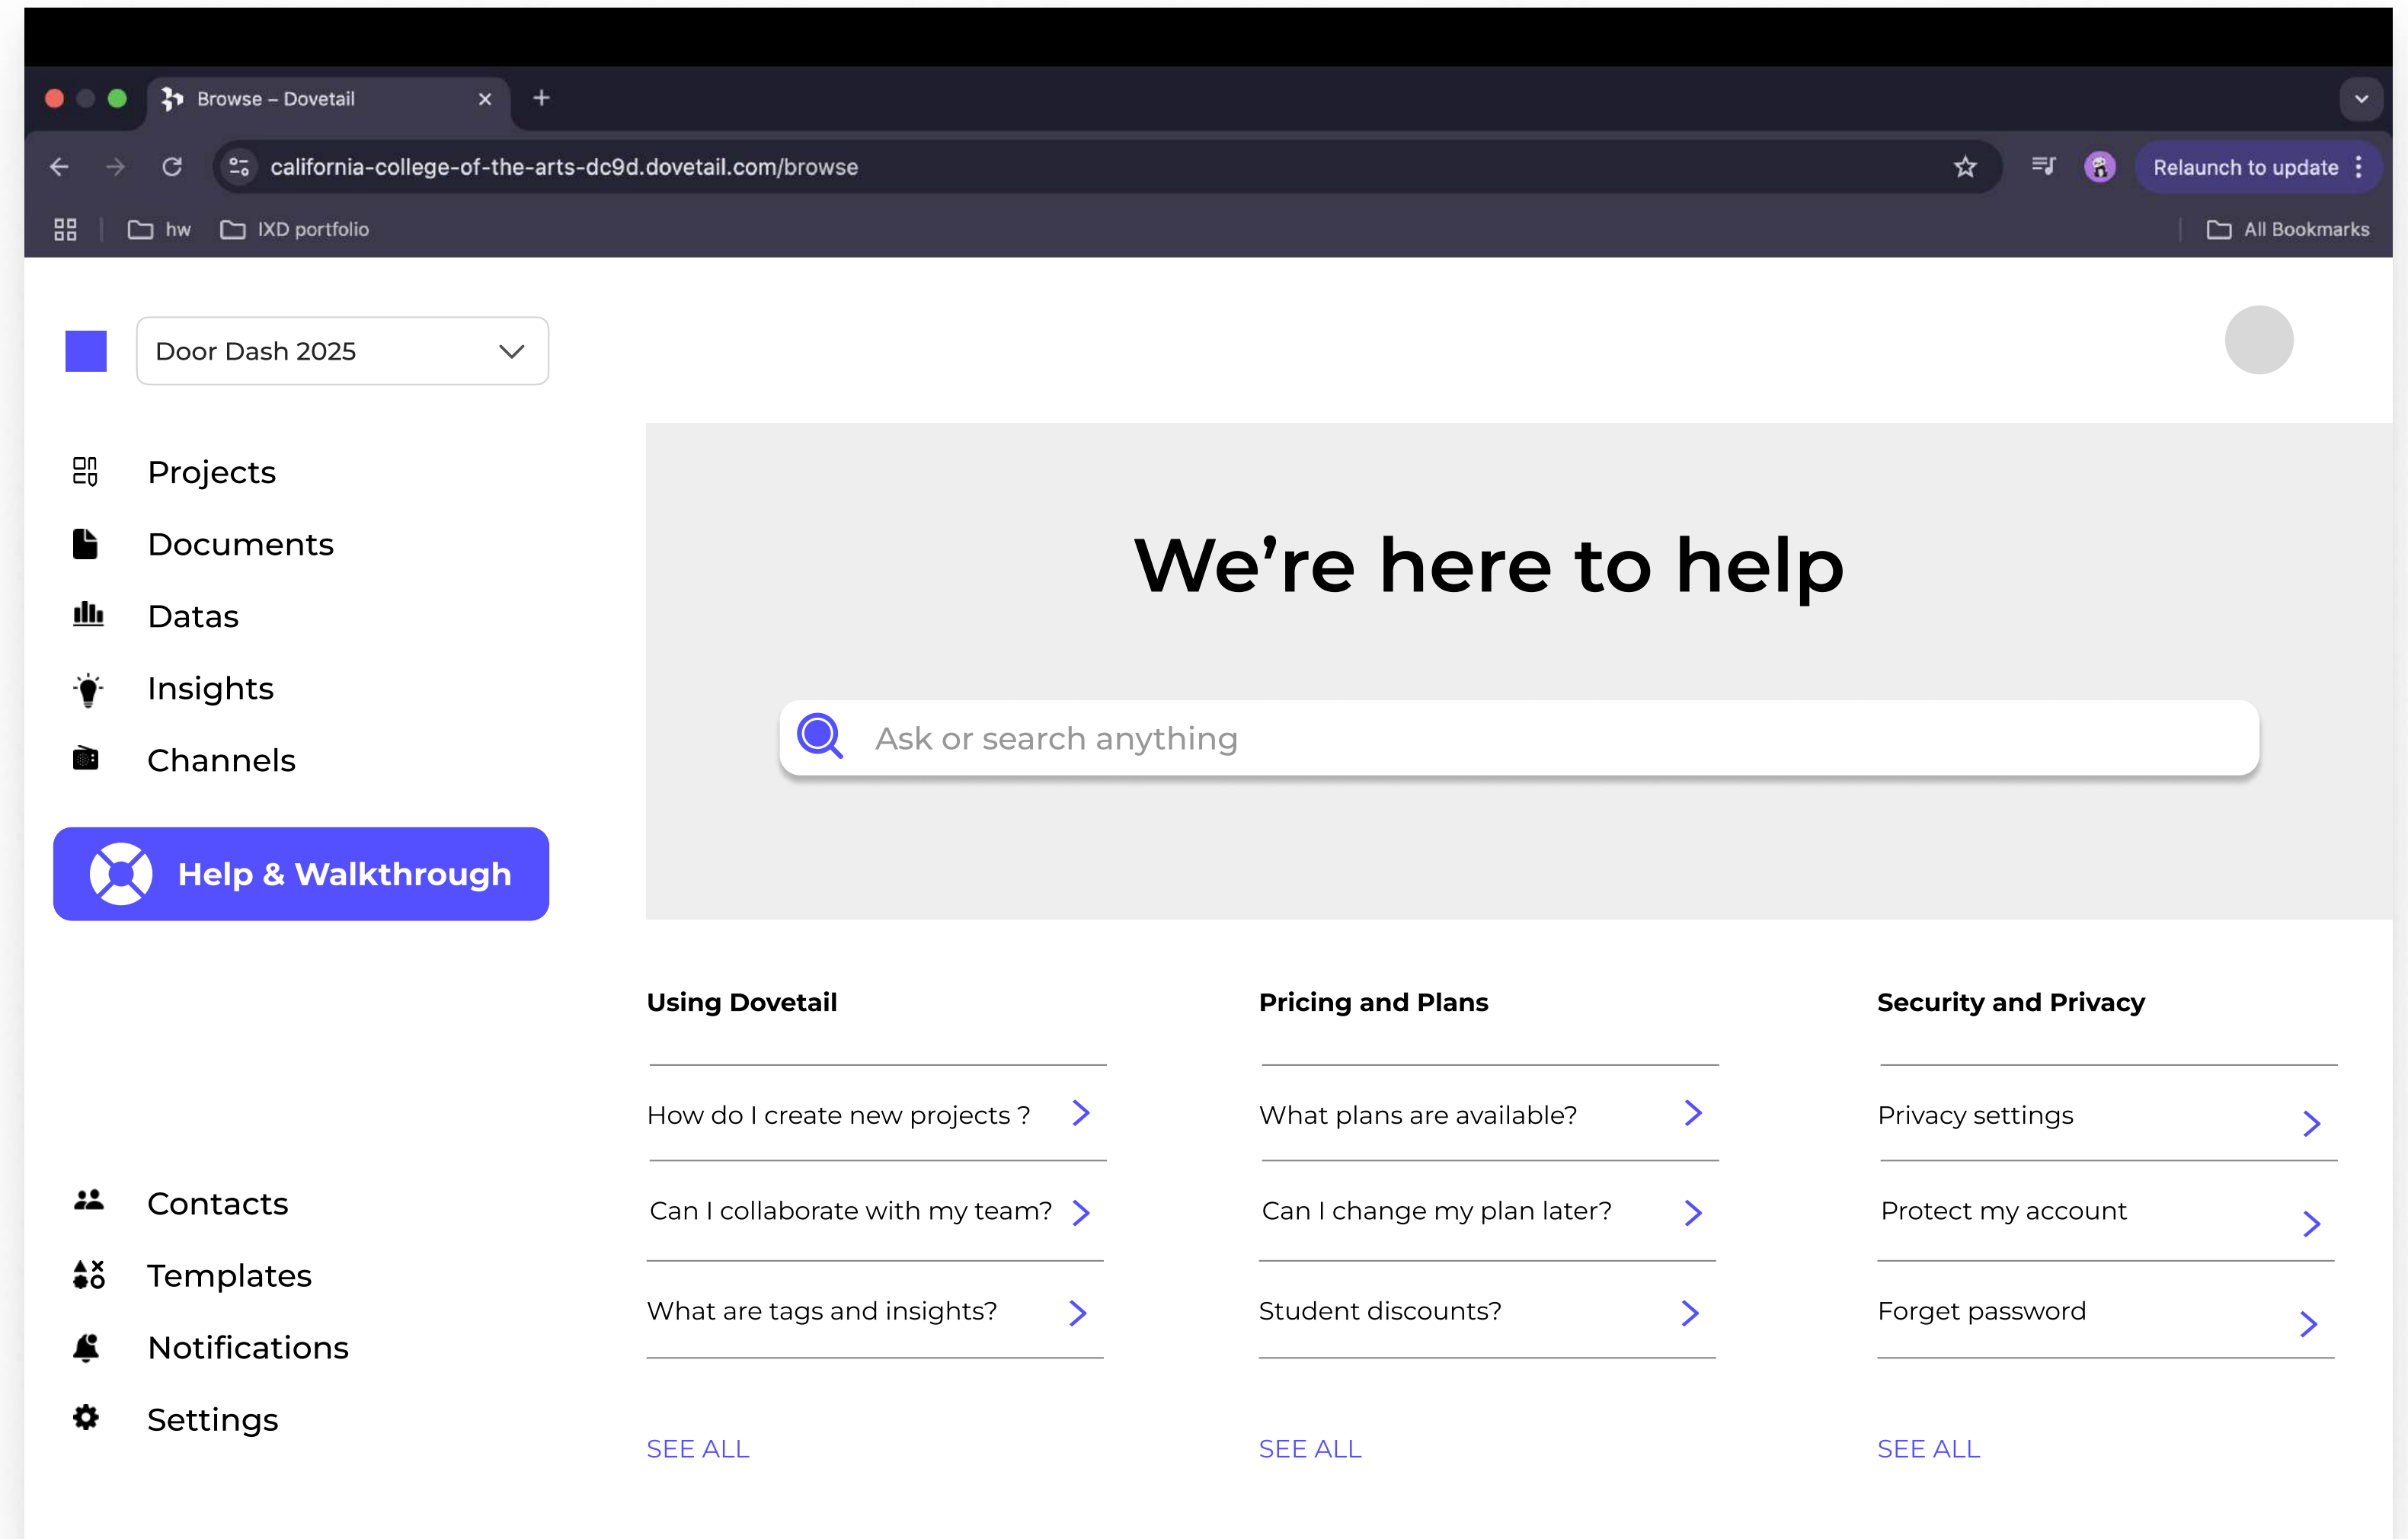 Browse – Dovetail
california-college-of-the-arts-dc9d.dovetail.com/browse
Relaunch to update
hw
IXD portfolio
All Bookmarks
Door Dash 2025
Projects
Documents
Datas
Insights
Channels
Help & Walkthrough
Contacts
Templates
Notifications
Settings
We’re here to help
Ask or search anything
Using Dovetail
How do I create new projects ?
Can I collaborate with my team?
What are tags and insights?
SEE ALL
Pricing and Plans
What plans are available?
Can I change my plan later?
Student discounts?
SEE ALL
Security and Privacy
Privacy settings
Protect my account
Forget password
SEE ALL